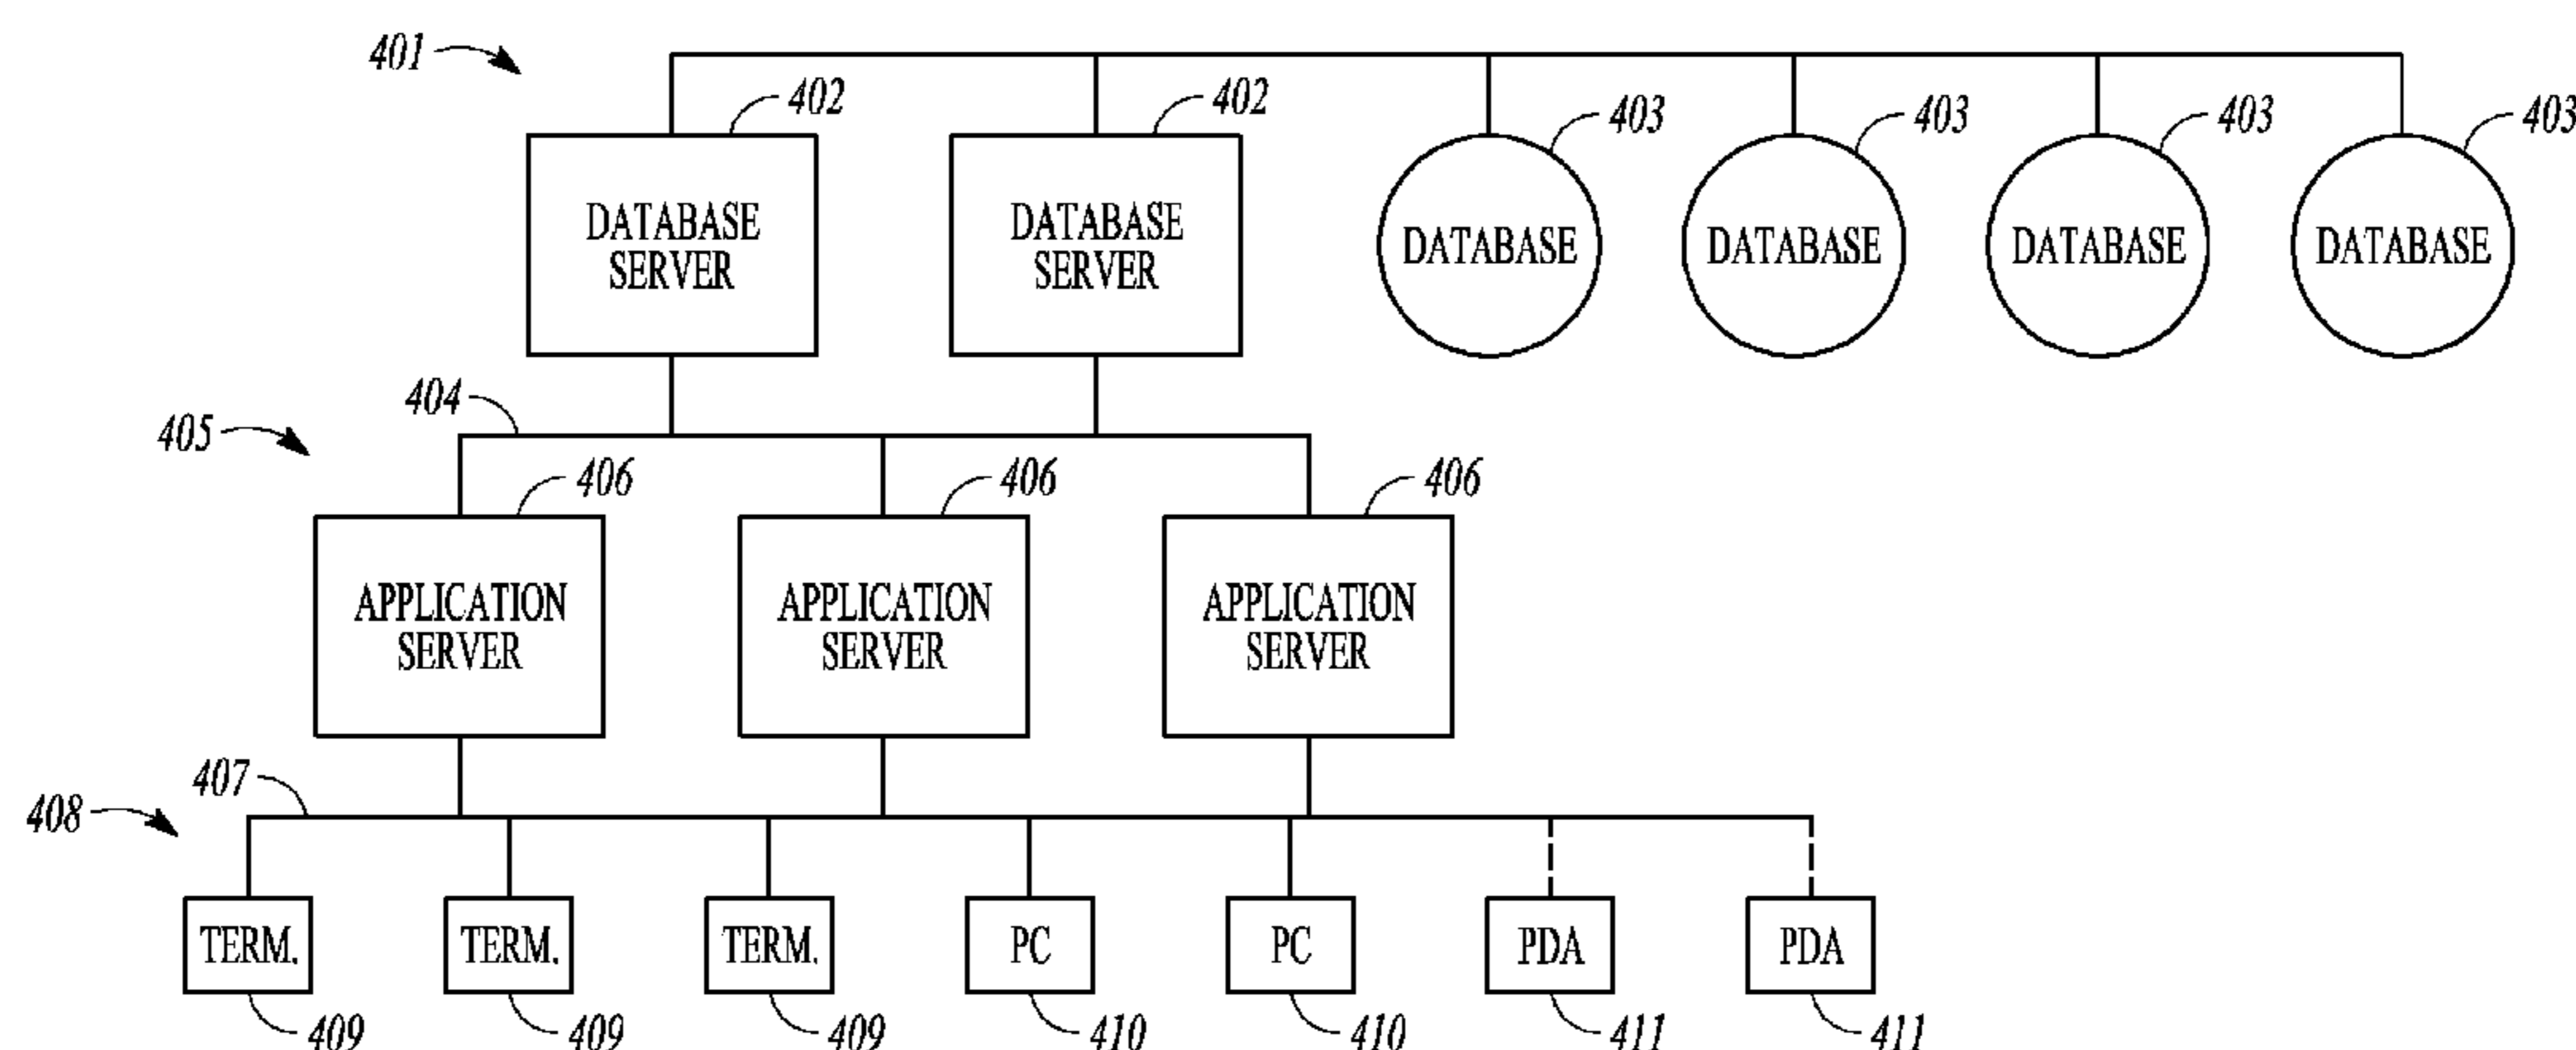 401
402
402
403
403
403
403
DATABASE
SERVER
DATABASE
SERVER
DATABASE
DATABASE
DATABASE
DATABASE
404
405
406
406
406
APPLICATION
SERVER
APPLICATION
SERVER
APPLICATION
SERVER
407
408
TERM.
TERM.
TERM.
PC
PC
PDA
PDA
409
409
409
410
410
411
411